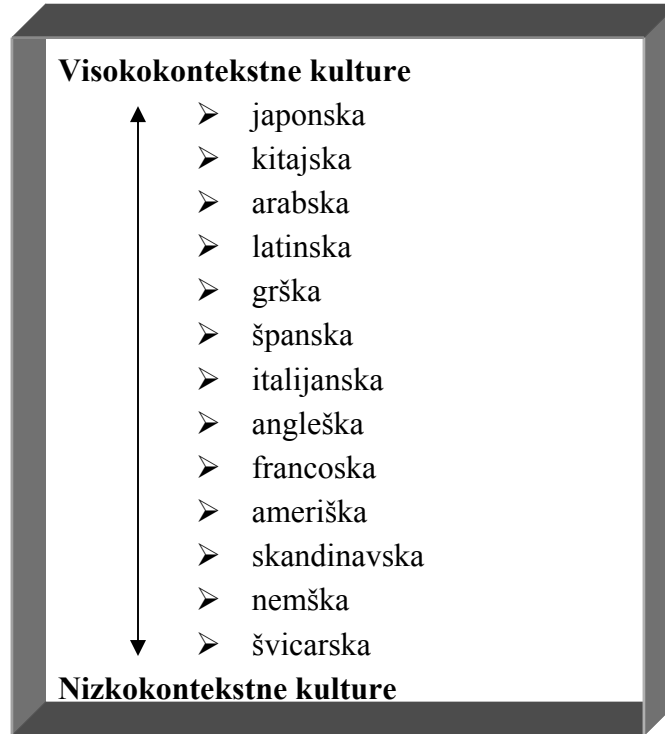 Visokokontekstne kulture
➢ japonska
➢ kitajska
➢ arabska
➢ latinska
➢ grška
➢ španska
➢ italijanska
➢ angleška
➢ francoska
➢ ameriška
➢ skandinavska
➢ nemška
➢ švicarska
Nizkokontekstne kulture